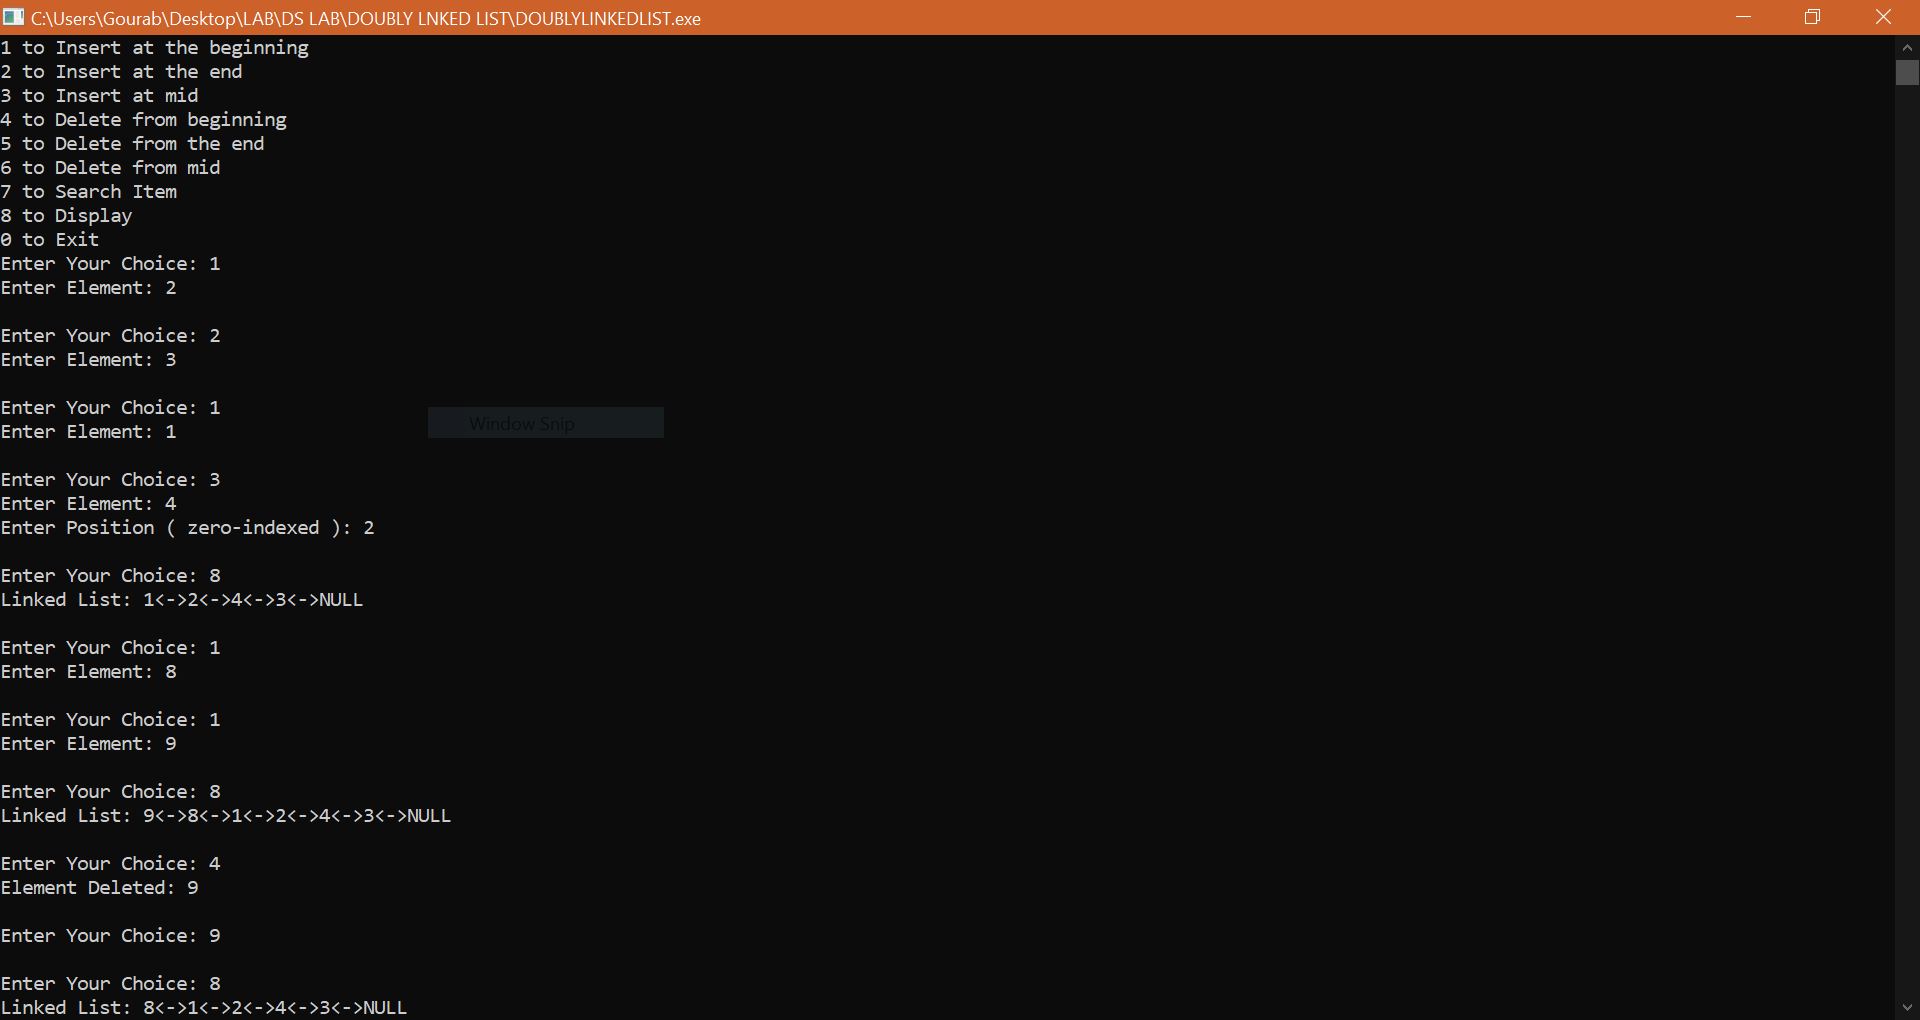 C:\Users\Gourab\Desktop\LAB\DS LAB\DOUBLY LNKED LIST\DOUBLYLINKEDLIST.exe
1 to Insert at the beginning
2 to Insert at the end
3 to Insert at mid
4 to Delete from beginning
5 to Delete from the end
6 to Delete from mid
7 to Search Item
8 to Display
0 to Exit
Enter Your Choice: 1
Enter Element: 2
Enter Your Choice: 2
Enter Element: 3
Enter Your Choice: 1
Enter Element: 1
Window Snip
Enter Your Choice: 3
Enter Element: 4
Enter Position ( zero-indexed ): 2
Enter Your Choice: 8
Linked List: 1<->2<->4<->3<->NULL
Enter Your Choice: 1
Enter Element: 8
Enter Your Choice: 1
Enter Element: 9
Enter Your Choice: 8
Linked List: 9<->8<->1<->2<->4<->3<->NULL
Enter Your Choice: 4
Element Deleted: 9
Enter Your Choice: 9
Enter Your Choice: 8
Linked List: 8<->1<->2<->4<->3<->NULL